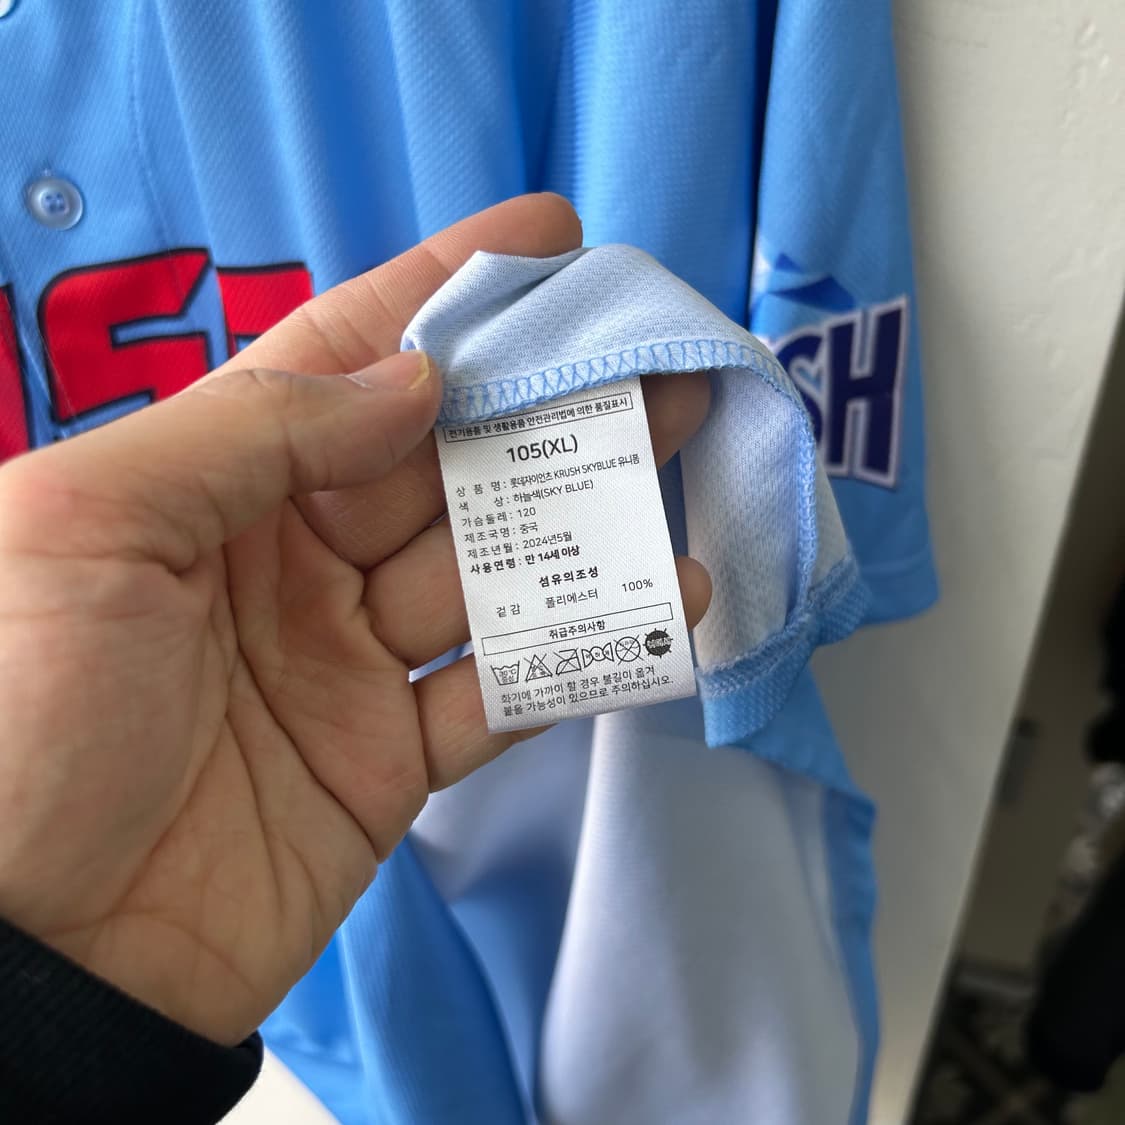 전기용품 및 생활용품 안전관리법에 의한 품질표시
105(XL)
상 품 명 : 롯데자이언츠 KRUSH SKYBLUE 유니폼
색 상 : 하늘색(SKY BLUE)
가슴둘레 : 120
제조국명 : 중국
제조년월 : 2024년5월
사용연령 : 만 14세 이상
섬유의조성
겉감 폴리에스터 100%
취급주의사항
30℃
중성
화기에 가까이 할 경우 불길이 옮겨
붙을 가능성이 있으므로 주의하십시오.
USH